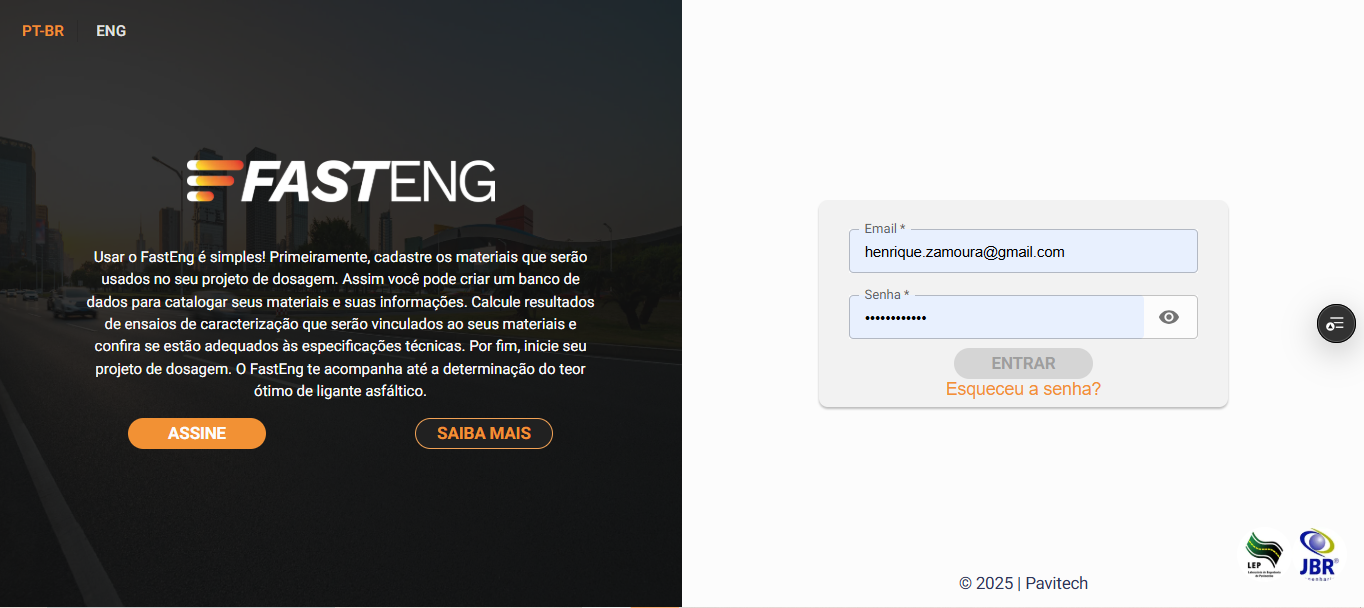 PT-BR
ENG
FASTENG
Usar o FastEng é simples! Primeiramente, cadastre os materiais que serão
usados no seu projeto de dosagem. Assim você pode criar um banco de
dados para catalogar seus materiais e suas informações. Calcule resultados
de ensaios de caracterização que serão vinculados ao seus materiais e
confira se estão adequados às especificações técnicas. Por fim, inicie seu
projeto de dosagem. O FastEng te acompanha até a determinação do teor
ótimo de ligante asfáltico.
ASSINE
SAIBA MAIS
Email *
henrique.zamoura@gmail.com
Senha *
••••••••••••
ENTRAR
Esqueceu a senha?
LEP
JBR
© 2025 | Pavitech